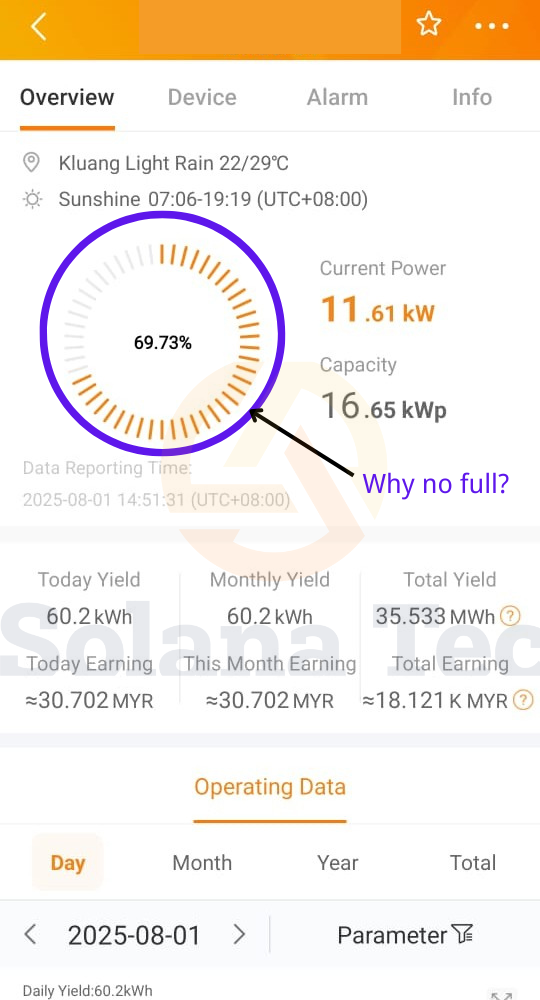 Overview Device Alarm Info
Kluang Light Rain 22/29℃
Sunshine 07:06-19:19 (UTC+08:00)
69.73%
Current Power
11.61 kW
Capacity
16.65 kWp
Why no full?
Data Reporting Time:
2025-08-01 14:51:31 (UTC+08:00)
Today Yield Monthly Yield Total Yield
60.2 kWh 60.2 kWh 35.533 MWh ?
Solana Tec
Today Earning This Month Earning Total Earning
≈30.702 MYR ≈30.702 MYR ≈18.121 K MYR ?
Operating Data
Day Month Year Total
2025-08-01 Parameter
Daily Yield:60.2kWh